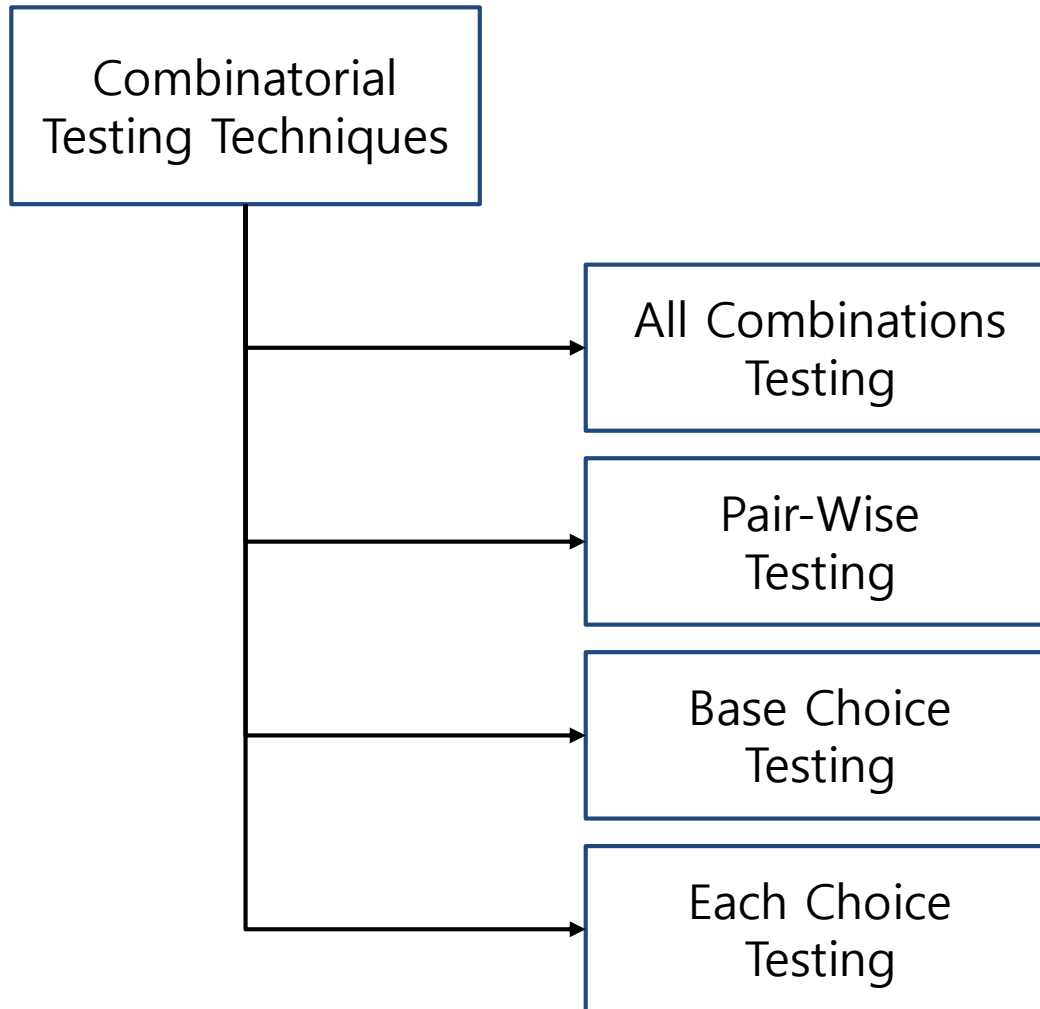 Combinatorial
Testing Techniques
All Combinations
Testing
Pair-Wise
Testing
Base Choice
Testing
Each Choice
Testing